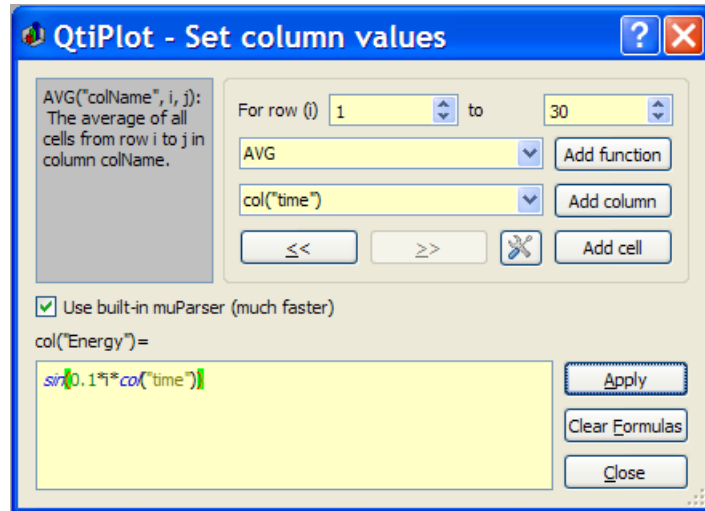 QtiPlot - Set column values
AVG("colName", i, j):
The average of all
cells from row i to j in
column colName.
For row (i) 1 to 30
AVG Add function
col("time") Add column
<< >> Add cell
Use built-in muParser (much faster)
col("Energy")=
sin(0.1*i*col("time"))
Apply
Clear Formulas
Close